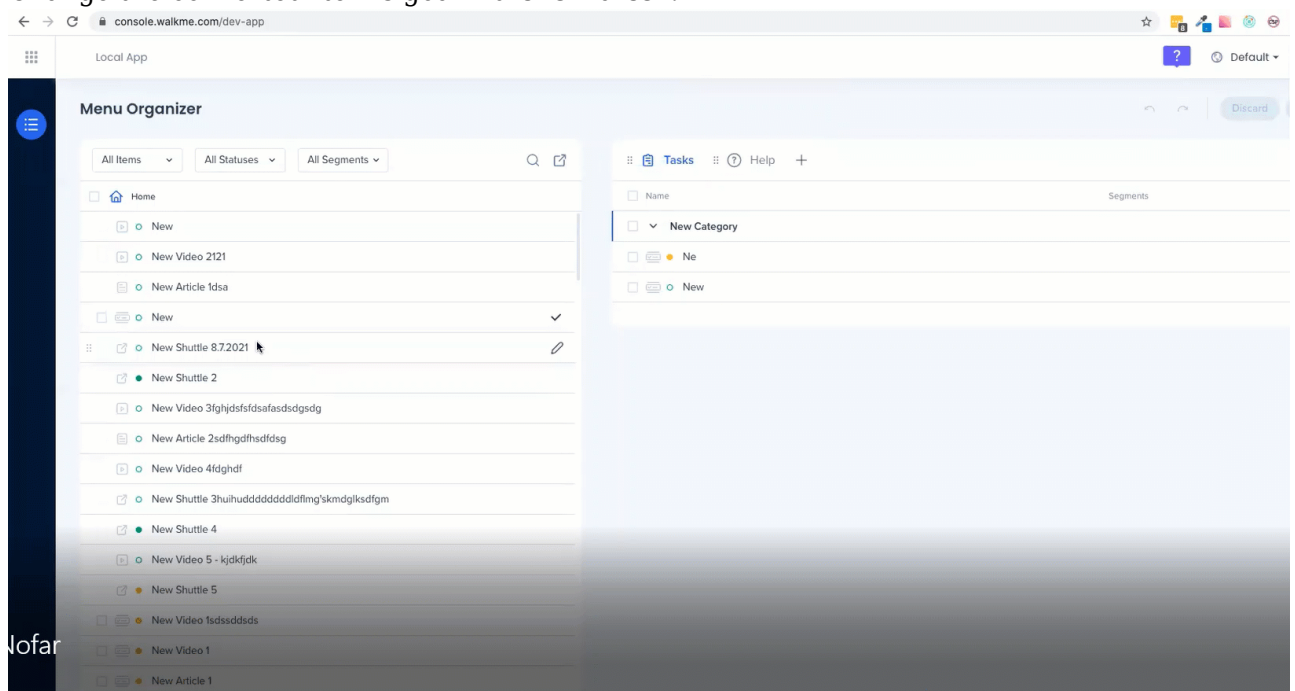 console.walkme.com/dev-app
8
Local App
?
Default
Menu Organizer
Discard
All Items
All Statuses
All Segments
Tasks
? Help
+
Home
Name
Segments
New
New Category
New Video 2121
Ne
New Article 1dsa
New
New
New Shuttle 8.7.2021
New Shuttle 2
New Video 3fghjdsfsfdsafasdsdgsdg
New Article 2sdfhgdfhsdfdsg
New Video 4fdghdf
New Shuttle 3huihudddddddddldflmg'skmdglksdfgm
New Shuttle 4
New Video 5 - kjdkfjdk
New Shuttle 5
New Video 1sdssddsds
Nofar
New Video 1
New Article 1